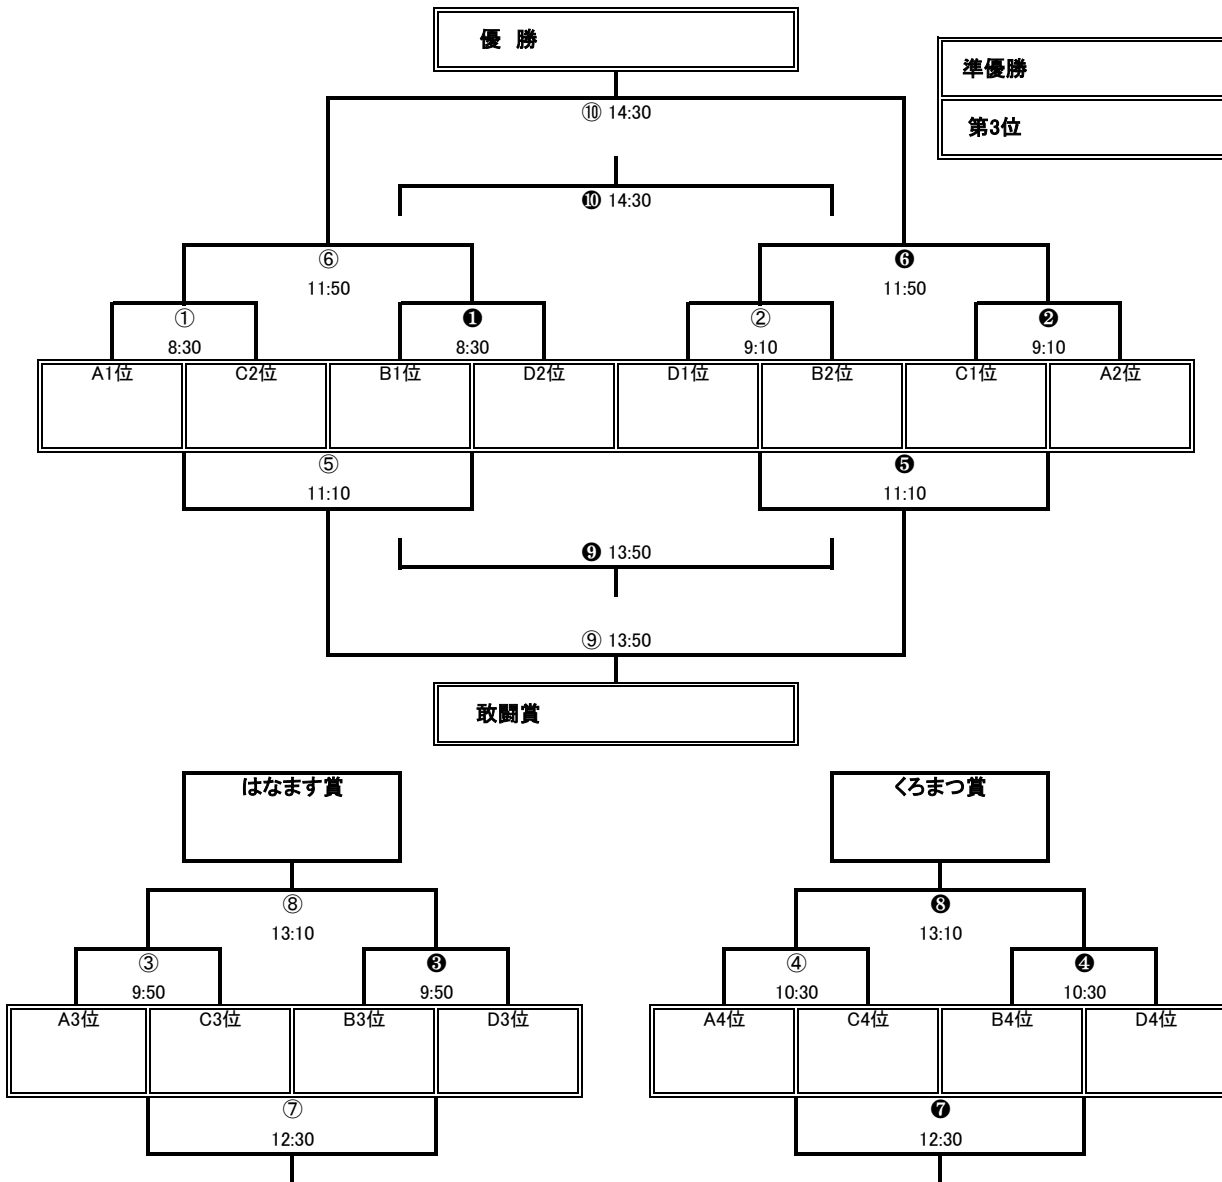 優 勝
準優勝
第3位
⑩ 14:30
❿ 14:30
⑥ ❻
11:50 11:50
① ❶ ② ❷
8:30 8:30 9:10 9:10
A1位 C2位 B1位 D2位 D1位 B2位 C1位 A2位
⑤ ❺
11:10 11:10
❾ 13:50
⑨ 13:50
敢闘賞
はなます賞 くろまつ賞
⑧ ❽
13:10 13:10
③ ❸ ④ ❹
9:50 9:50 10:30 10:30
A3位 C3位 B3位 D3位 A4位 C4位 B4位 D4位
⑦ ❼
12:30 12:30